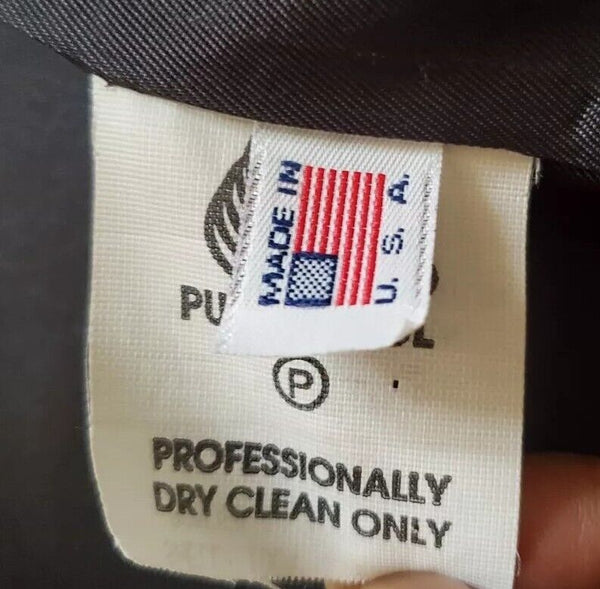 MADE IN
U. S. A.
P
PROFESSIONALLY
DRY CLEAN ONLY